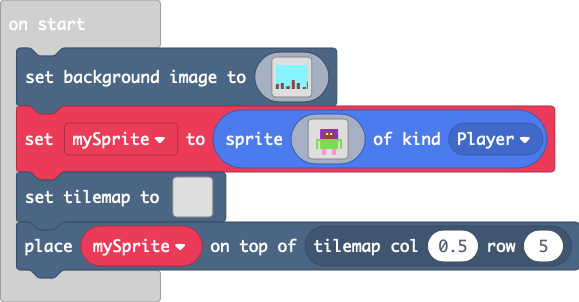 on start
set background image to
set mySprite to sprite of kind Player
set tilemap to
place mySprite on top of tilemap col 0.5 row 5